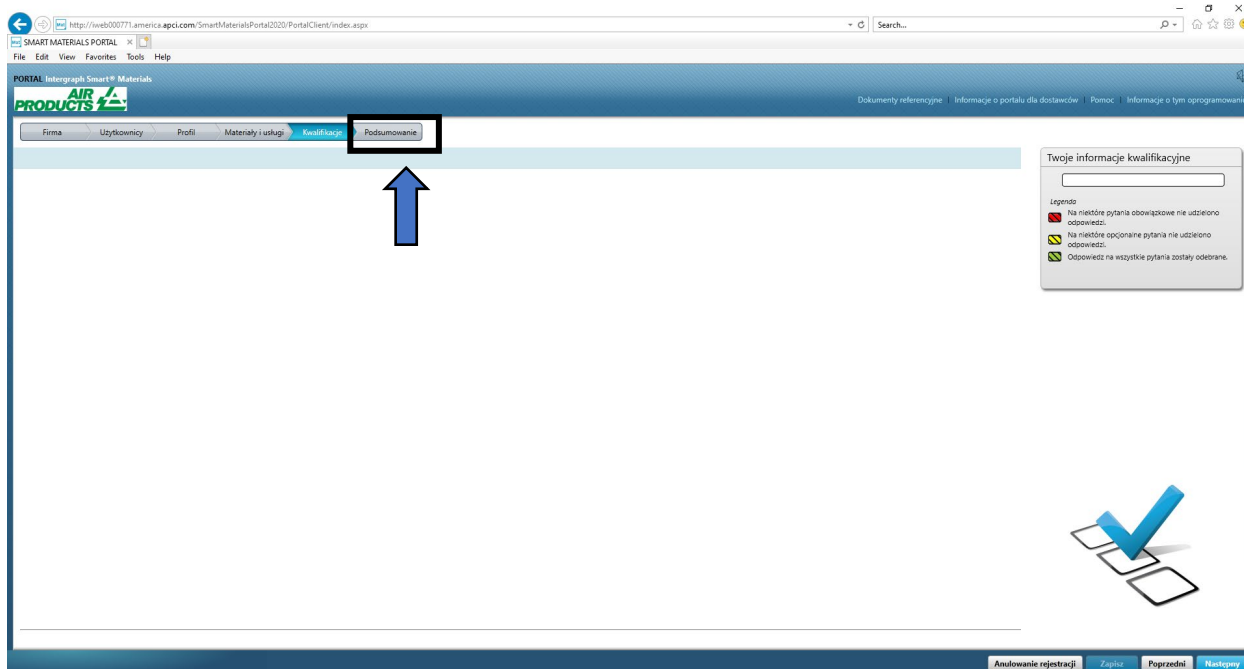 http://iweb000771.america.apci.com/SmartMaterialsPortal2020/PortalClient/index.aspx
Search...
SMART MATERIALS PORTAL
File Edit View Favorites Tools Help
PORTAL Intergraph Smart® Materials
AIR
PRODUCTS
Dokumenty referencyjne | Informacje o portalu dla dostawców | Pomoc | Informacje o tym oprogramowani
Firma Użytkownicy Profil Materiały i usługi Kwalifikacje Podsumowanie
Twoje informacje kwalifikacyjne
Legenda
Na niektóre pytania obowiązkowe nie udzielono
odpowiedzi.
Na niektóre opcjonalne pytania nie udzielono
odpowiedzi.
Odpowiedz na wszystkie pytania zostały odebrane.
Anulowanie rejestracji Zapisz Poprzedni Następny